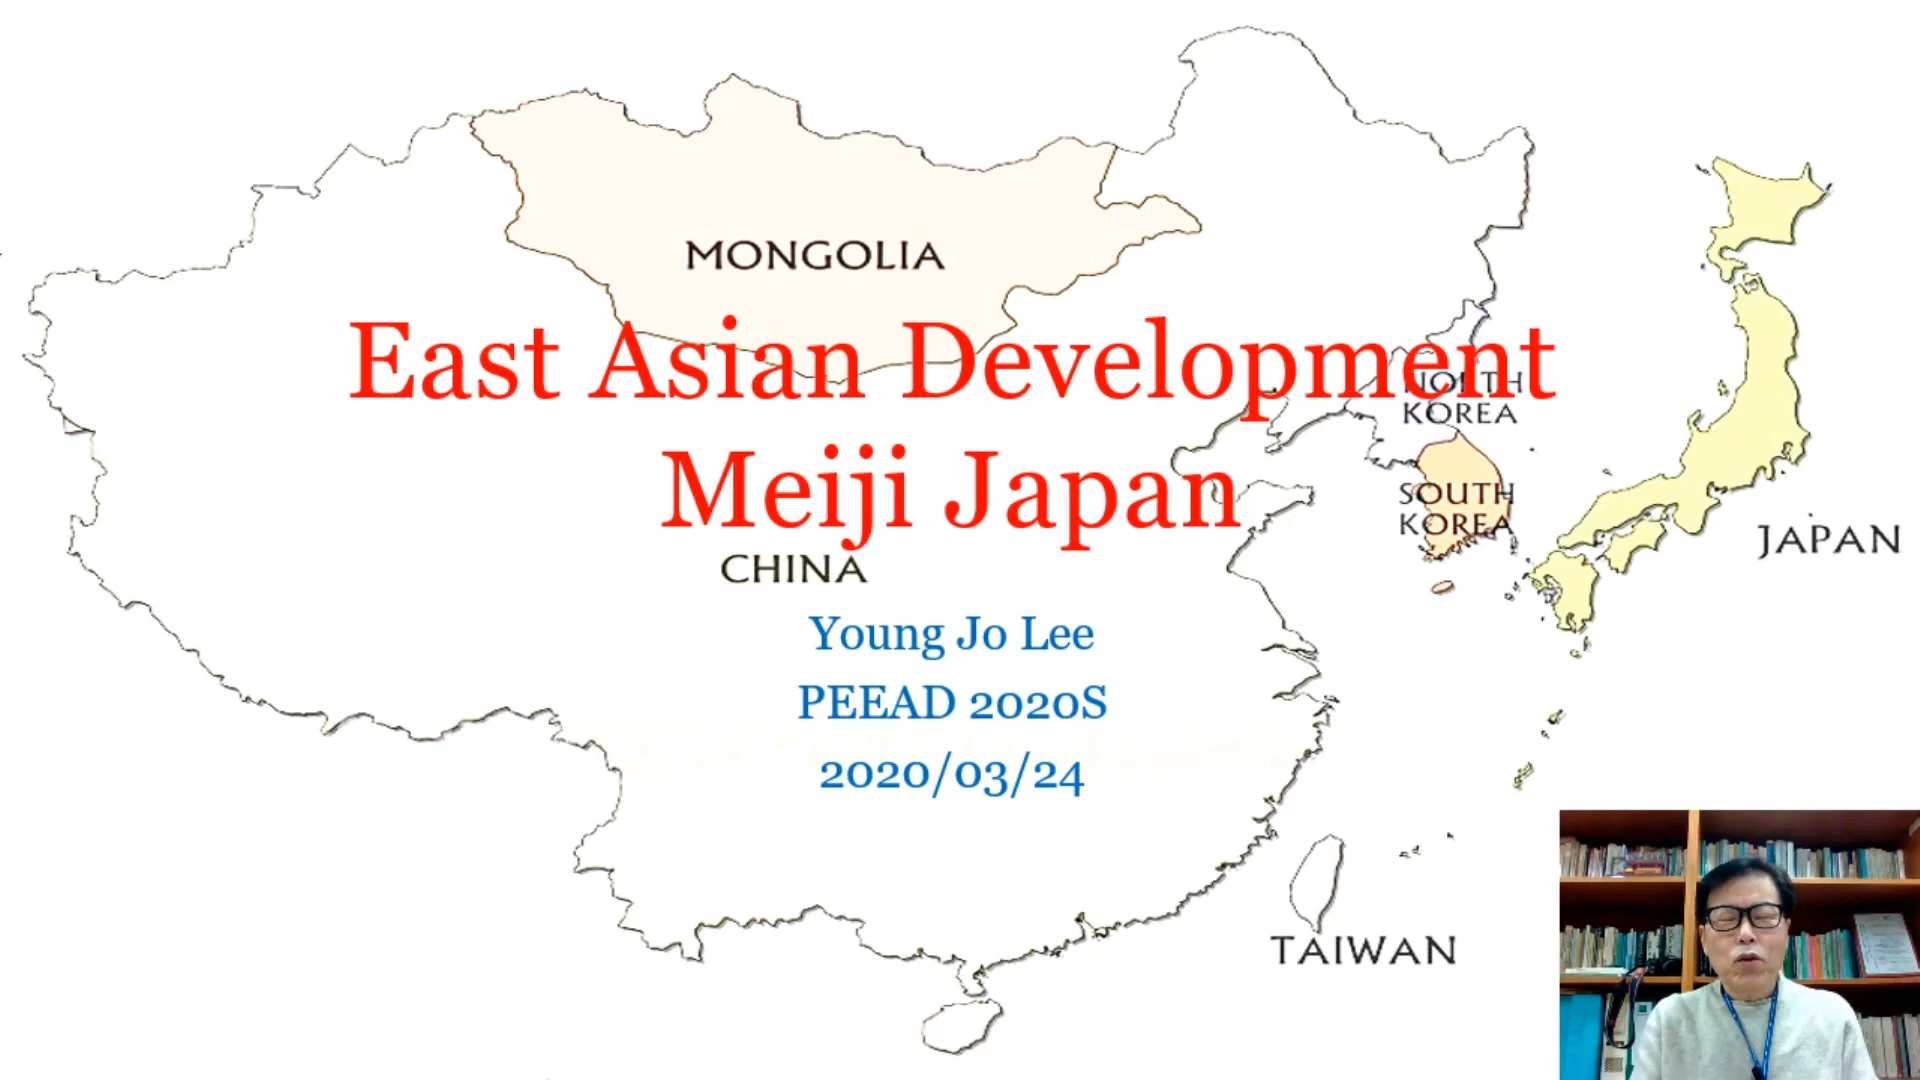 MONGOLIA
East Asian Development
NORTH
KOREA
Meiji Japan
SOUTH
KOREA
JAPAN
CHINA
Young Jo Lee
PEEAD 2020S
2020/03/24
TAIWAN